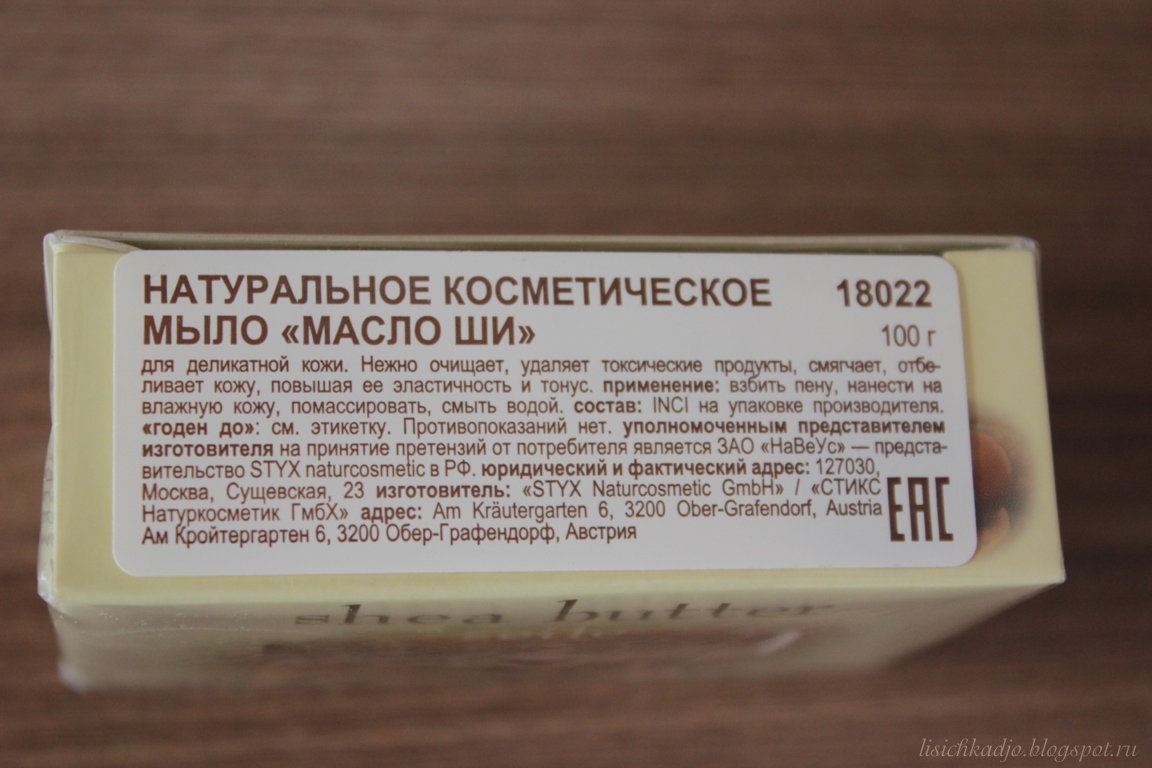 НАТУРАЛЬНОЕ КОСМЕТИЧЕСКОЕ 18022
МЫЛО «МАСЛО ШИ» 100 г
для деликатной кожи. Нежно очищает, удаляет токсические продукты, смягчает, отбе-
ливает кожу, повышая ее эластичность и тонус. применение: взбить пену, нанести на
влажную кожу, помассировать, смыть водой. состав: INCI на упаковке производителя.
«годен до»: см. этикетку. Противопоказаний нет. уполномоченным представителем
изготовителя на принятие претензий от потребителя является ЗАО «НаВеУс» — предста-
вительство STYX naturcosmetic в РФ. юридический и фактический адрес: 127030,
Москва, Сущевская, 23 изготовитель: «STYX Naturcosmetic GmbH» / «СТИКС
Натуркосметик ГмбХ» адрес: Am Kräutergarten 6, 3200 Ober-Grafendorf, Austria
Ам Кройтергартен 6, 3200 Обер-Графендорф, Австрия
EAC
shea butter
lisichkadjo.blogspot.ru